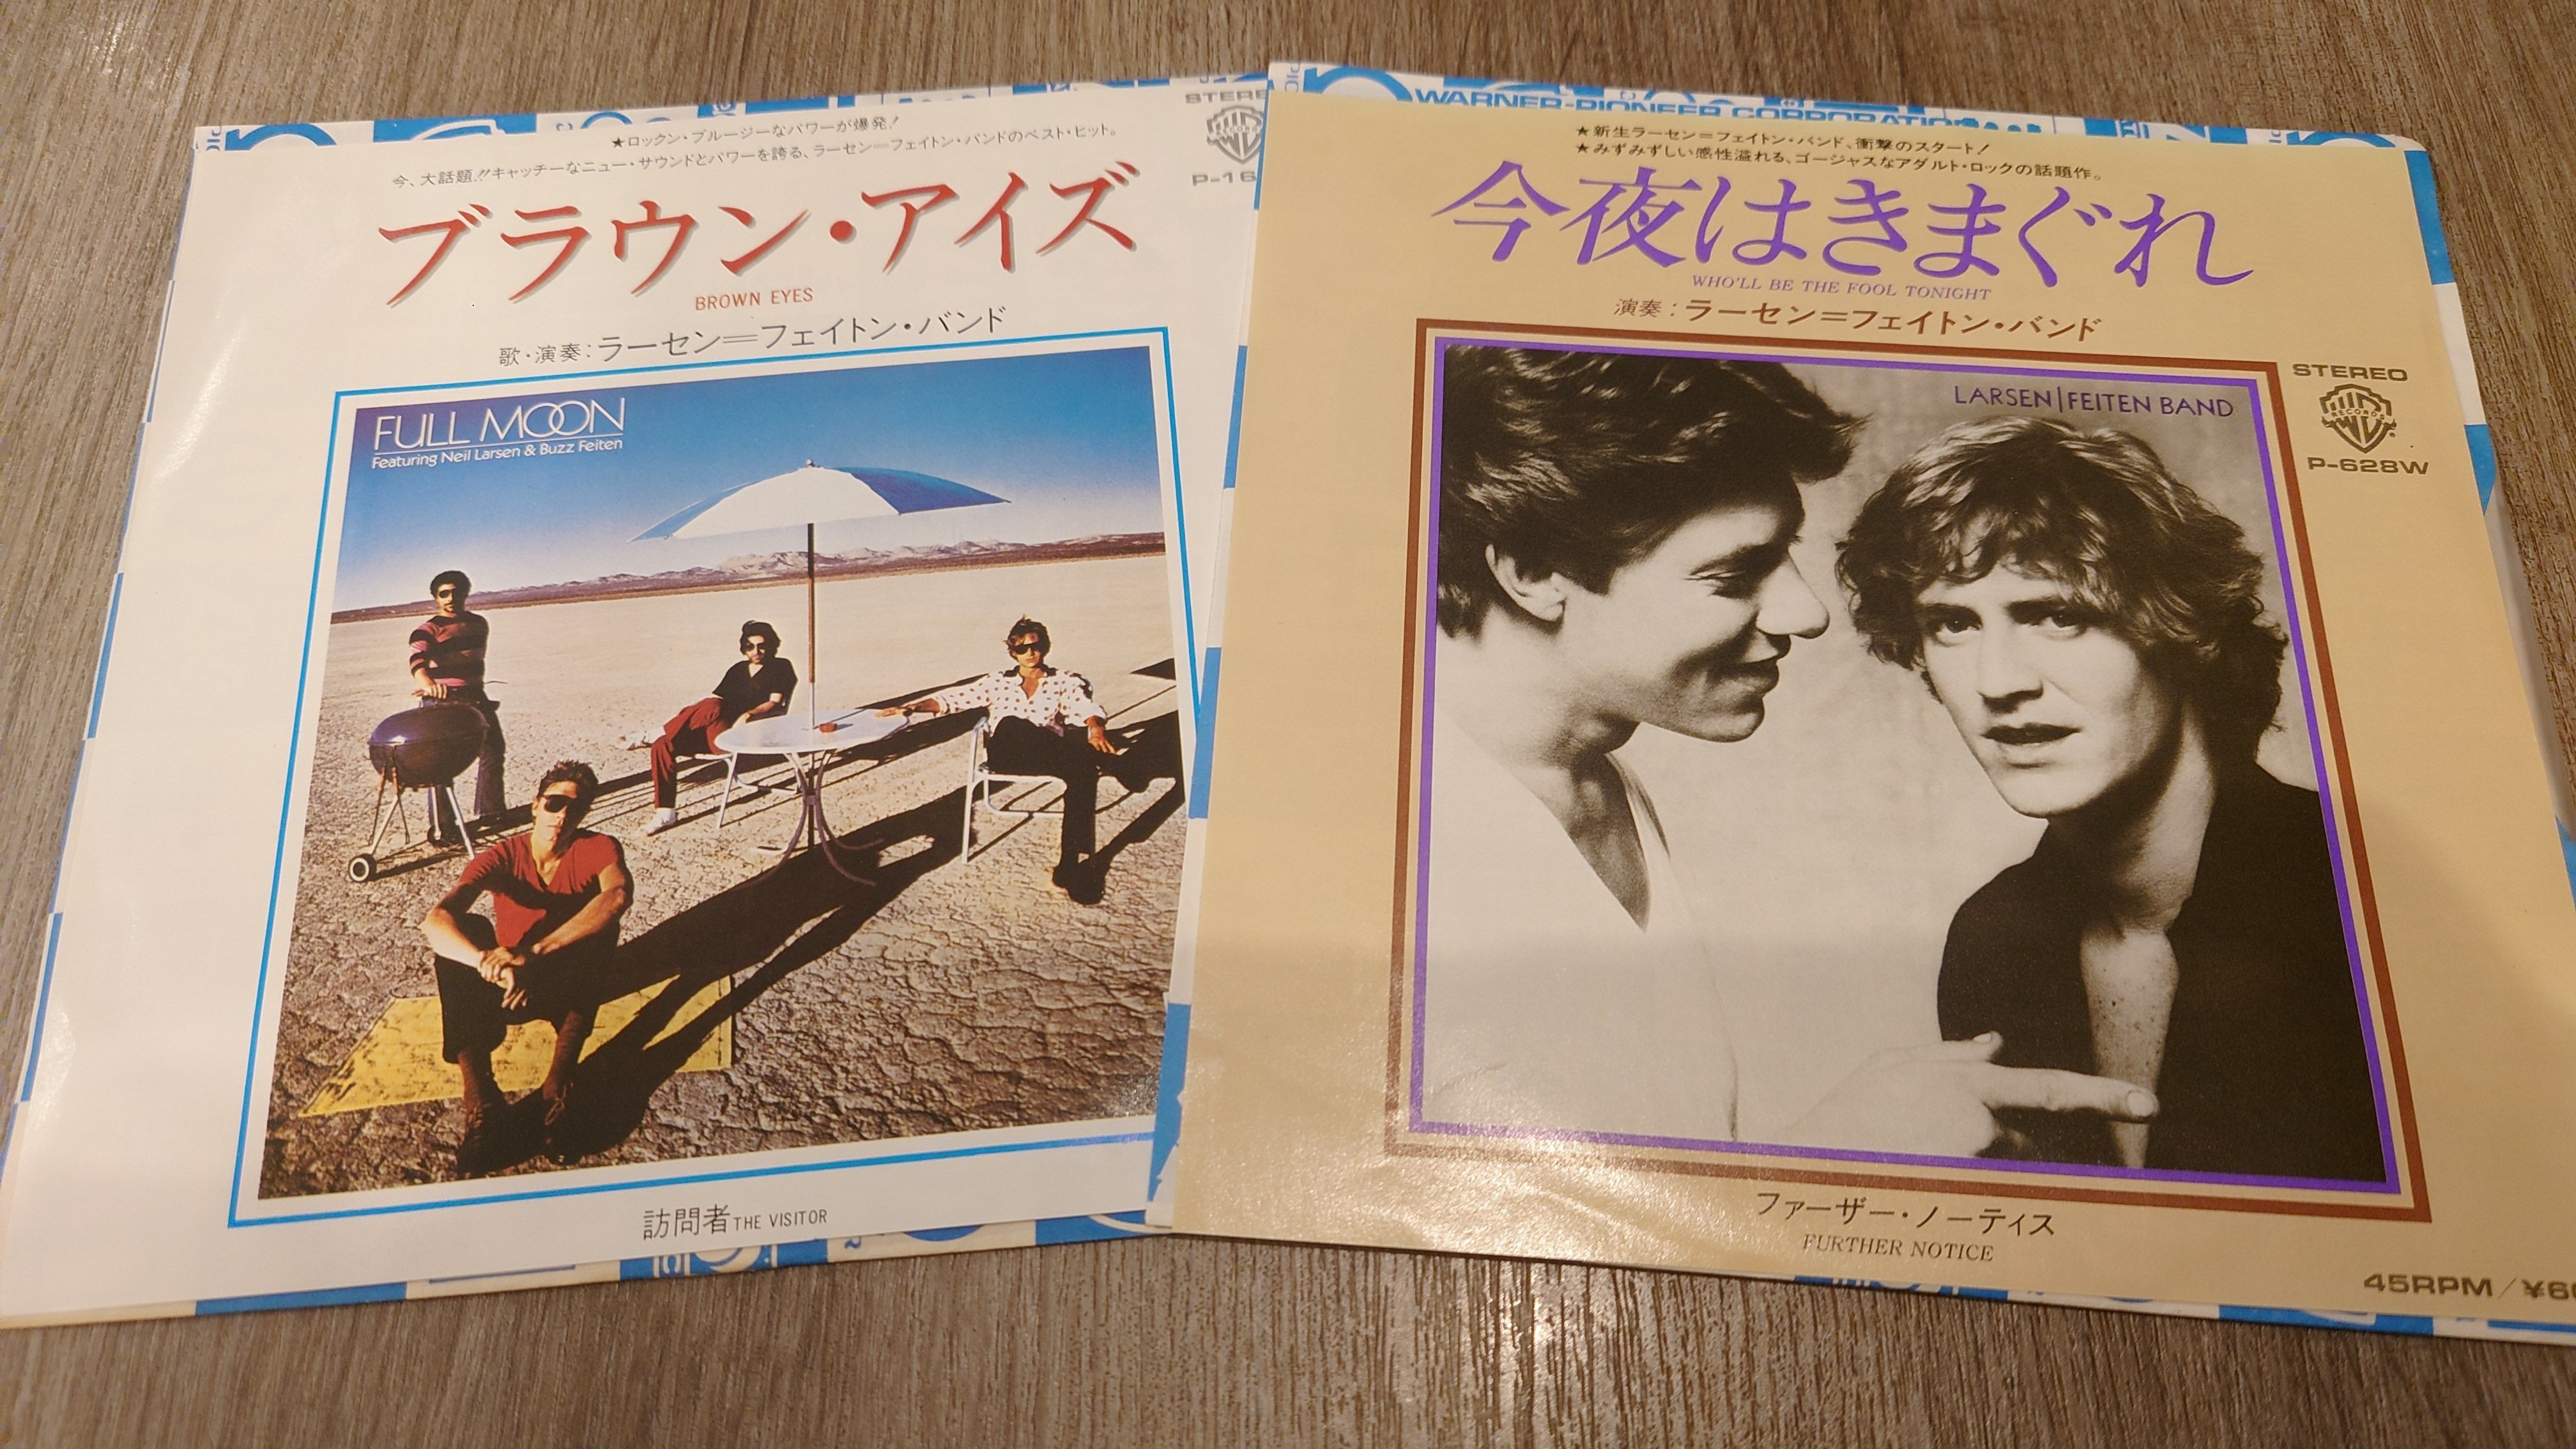 STERE
RECORDS
P-16
★ロックン・ブルージーなパワーが爆発!
今、大話題!!キャッチーなニュー・サウンドとパワーを誇る、ラーセン=フェイトン・バンドのベスト・ヒット。
ブラウン・アイズ
BROWN EYES
歌・演奏:ラーセン=フェイトン・バンド
FULL MOON
Featuring Neil Larsen & Buzz Feiten
訪問者 THE VISITOR
WARNER-PIONEER CORPORATION
★新生ラーセン=フェイトン・バンド、衝撃のスタート!
★みずみずしい感性溢れる、ゴージャスなアダルト・ロックの話題作。
今夜はきまぐれ
WHO'LL BE THE FOOL TONIGHT
演奏:ラーセン=フェイトン・バンド
LARSEN|FEITEN BAND
STEREO
RECORDS
P-628W
ファーザー・ノーティス
FURTHER NOTICE
45RPM/¥60